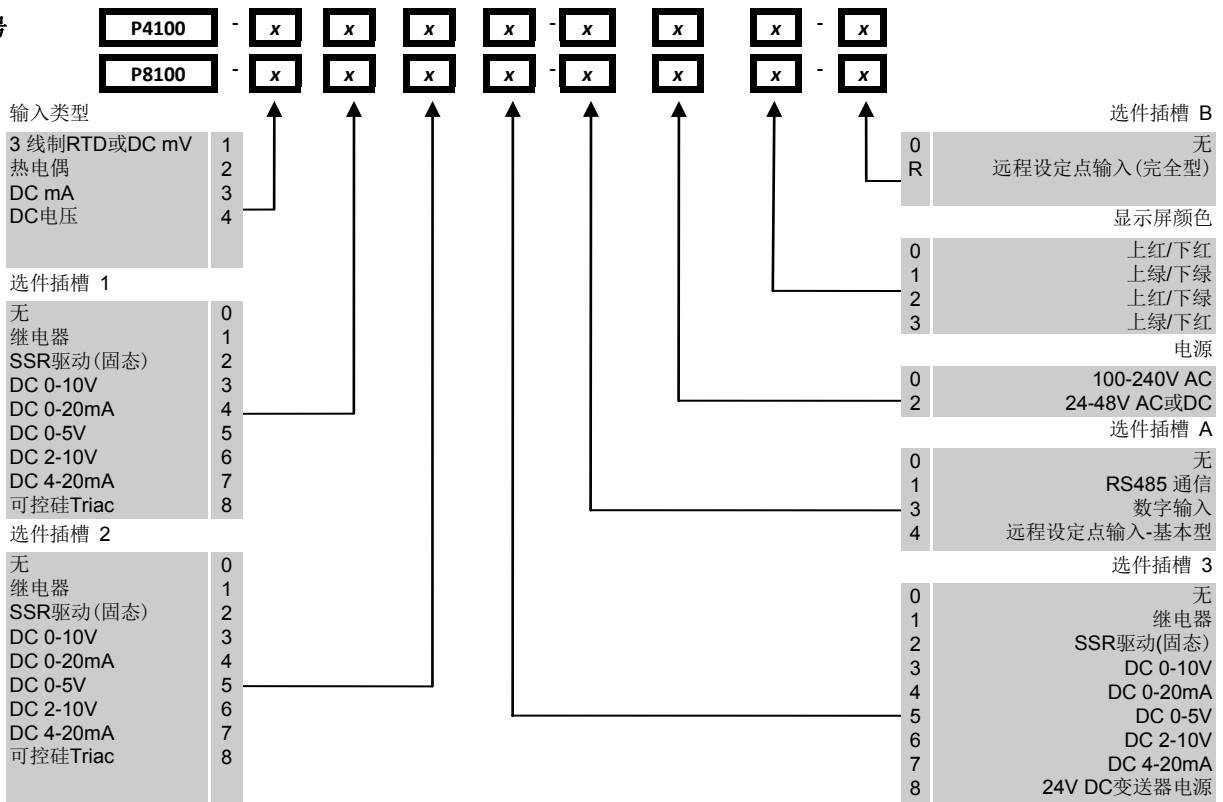 号
P4100 - x x x x - x x x - x
P8100 - x x x x - x x x - x
输入类型
3 线制RTD或DC mV 1
热电偶 2
DC mA 3
DC电压 4
选件插槽 1
无 0
继电器 1
SSR驱动(固态) 2
DC 0-10V 3
DC 0-20mA 4
DC 0-5V 5
DC 2-10V 6
DC 4-20mA 7
可控硅Triac 8
选件插槽 2
无 0
继电器 1
SSR驱动(固态) 2
DC 0-10V 3
DC 0-20mA 4
DC 0-5V 5
DC 2-10V 6
DC 4-20mA 7
可控硅Triac 8
选件插槽 B
0 无
R 远程设定点输入(完全型)
显示屏颜色
0 上红/下红
1 上绿/下绿
2 上红/下绿
3 上绿/下红
电源
0 100-240V AC
2 24-48V AC或DC
选件插槽 A
0 无
1 RS485 通信
3 数字输入
4 远程设定点输入-基本型
选件插槽 3
0 无
1 继电器
2 SSR驱动(固态)
3 DC 0-10V
4 DC 0-20mA
5 DC 0-5V
6 DC 2-10V
7 DC 4-20mA
8 24V DC变送器电源